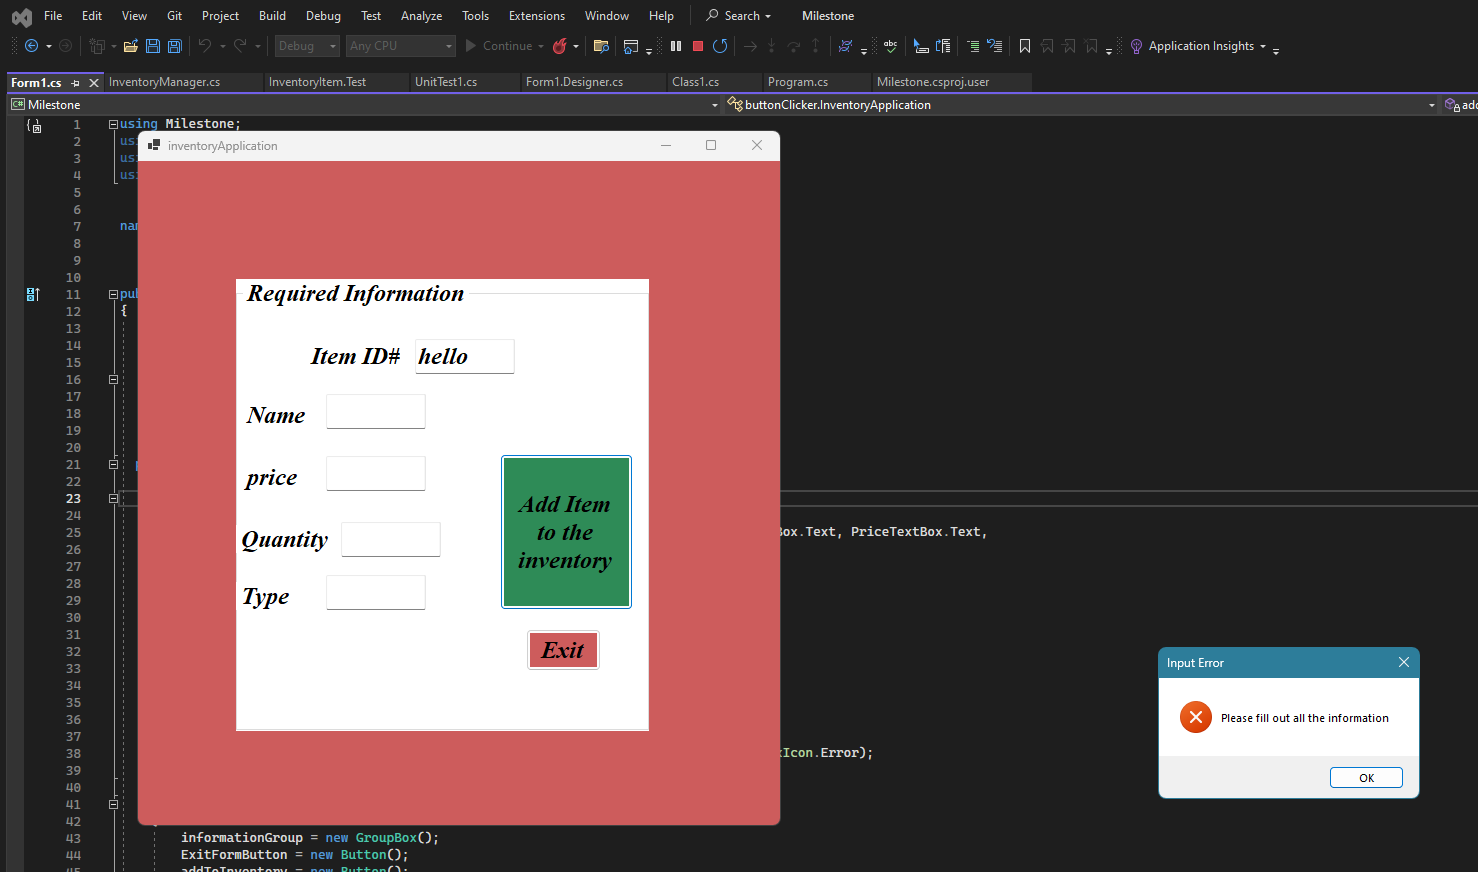 File Edit View Git Project Build Debug Test Analyze Tools Extensions Window Help Search Milestone
Debug Any CPU Continue Application Insights
Form1.cs InventoryManager.cs InventoryItem.Test UnitTest1.cs Form1.Designer.cs Class1.cs Program.cs Milestone.csproj.user
C# Milestone buttonClicker.InventoryApplication
1 using Milestone;
2
3
4
5
6
7
8
9
10
11
12 {
13
14
15
16
17
18
19
20
21
22
23
24
25 Box.Text, PriceTextBox.Text,
26
27
28
29
30
31
32
33
34
35
36
37
38 Icon.Error);
39
40
41
42
43 informationGroup = new GroupBox();
44 ExitFormButton = new Button();
45 addToInventory = new Button();
inventoryApplication
Required Information
Item ID# hello
Name
price
Quantity
Type
Add Item
to the
inventory
Exit
Input Error
Please fill out all the information
OK